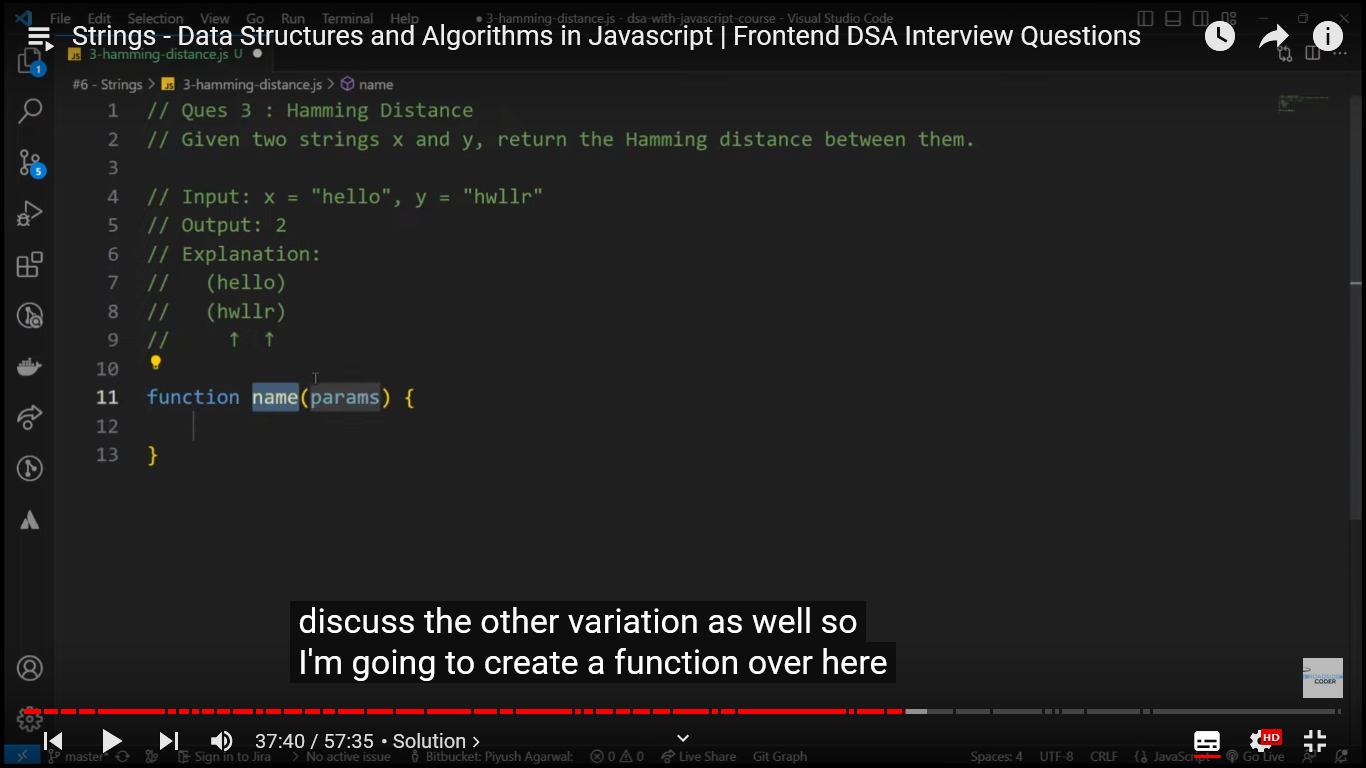 File Edit Selection View Go Run Terminal Help ● 3-hamming-distance.js - dsa-with-javascript-course - Visual Studio Code
Strings - Data Structures and Algorithms in Javascript | Frontend DSA Interview Questions
JS 3-hamming-distance.js U ●
1
#6 - Strings > JS 3-hamming-distance.js > name
1 // Ques 3 : Hamming Distance
2 // Given two strings x and y, return the Hamming distance between them.
3
4 // Input: x = "hello", y = "hwllr"
5 // Output: 2
6 // Explanation:
7 // (hello)
8 // (hwllr)
9 // ↑ ↑
10
11 function name(params) {
12
13 }
5
discuss the other variation as well so
I'm going to create a function over here
CODER
37:40 / 57:35 • Solution >
HD
master* Sign in to Jira > No active issue Bitbucket: Piyush Agarwal: 0 0 Live Share Git Graph Spaces: 4 UTF-8 CRLF {} JavaScript Go Live